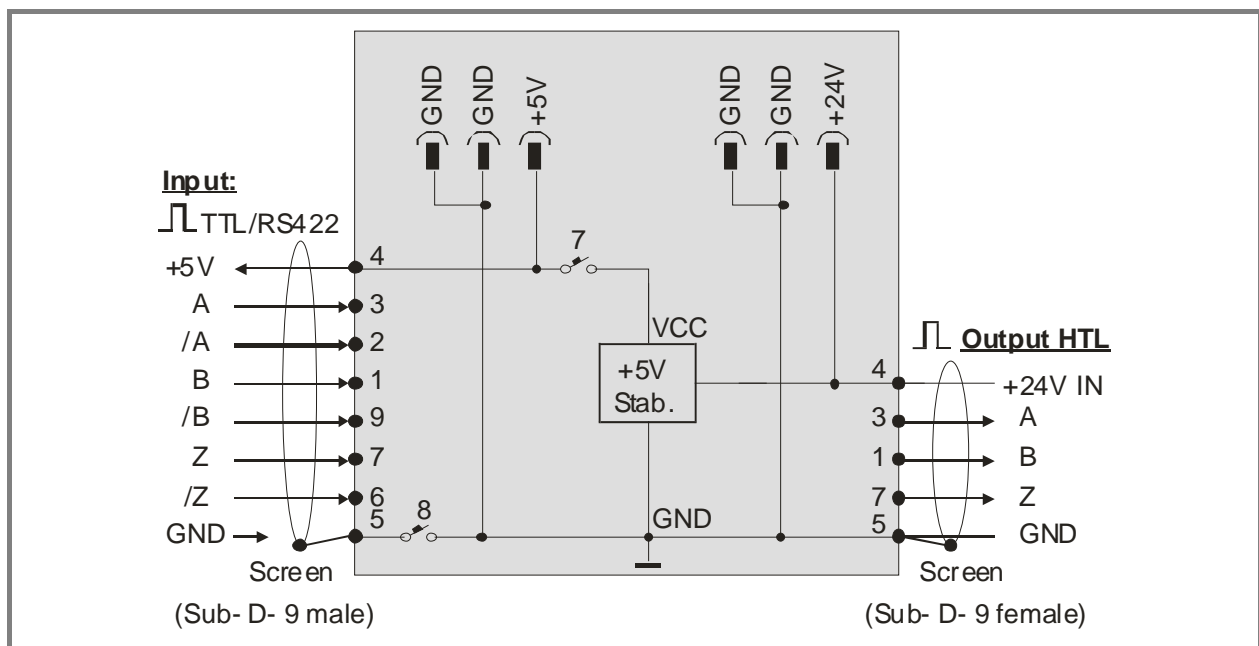 GND
GND
+5V
GND
GND
+24V
Input:
TTL/RS422
+5V
4
7
A
3
/A
2
B
1
/B
9
Z
7
/Z
6
GND
5
8
Screen
(Sub-D-9 male)
VCC
+5V
Stab.
GND
Output HTL
4
+24V IN
3
A
1
B
7
Z
5
GND
Screen
(Sub-D-9 female)